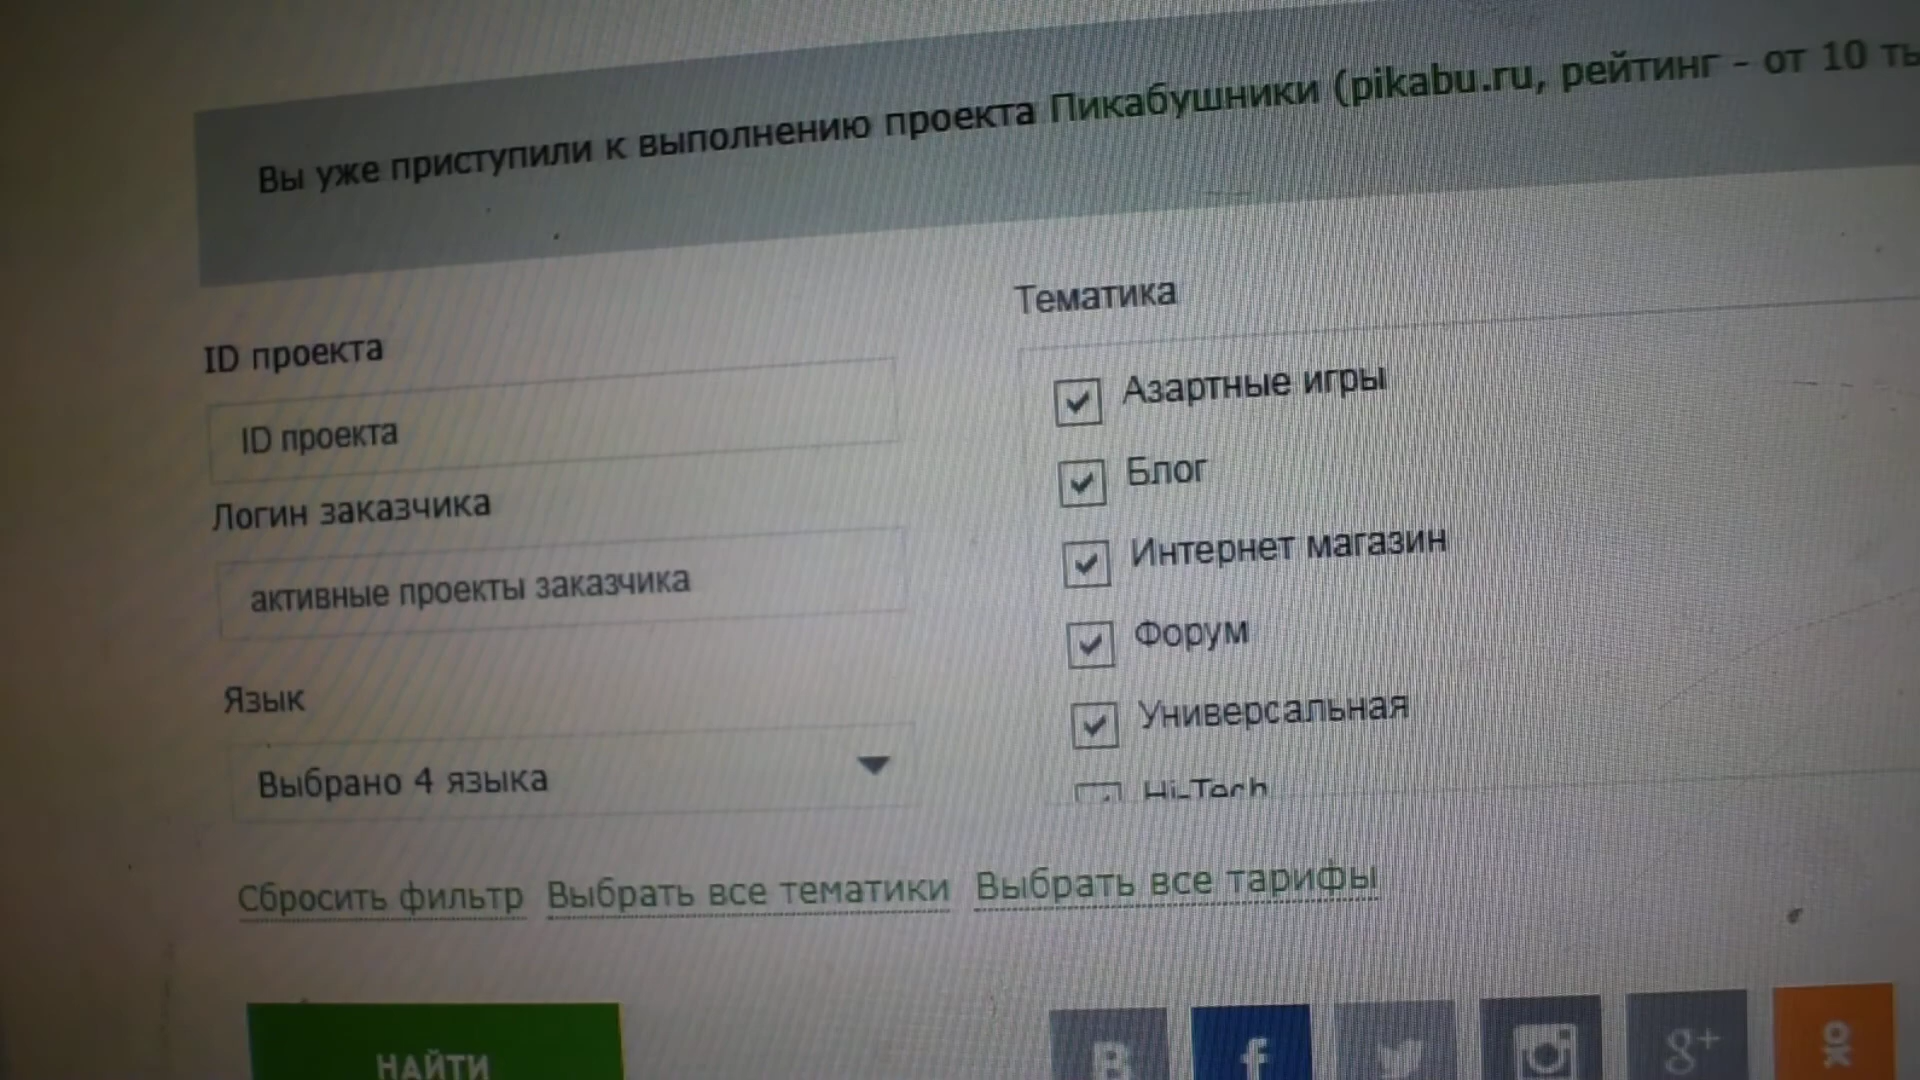 Вы уже приступили к выполнению проекта Пикабушники (pikabu.ru, рейтинг - от 10
ID проекта
ID проекта
Логин заказчика
активные проекты заказчика
Язык
Выбрано 4 языка
Тематика
Азартные игры
Блог
Интернет магазин
Форум
Универсальная
Hi-Tech
Сбросить фильтр Выбрать все тематики Выбрать все тарифы
НАЙТИ
B f g+